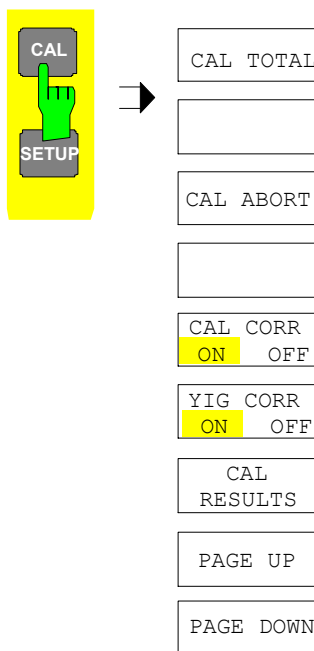 CAL
SETUP
CAL TOTAL
CAL ABORT
CAL CORR
ON OFF
YIG CORR
ON OFF
CAL
RESULTS
PAGE UP
PAGE DOWN